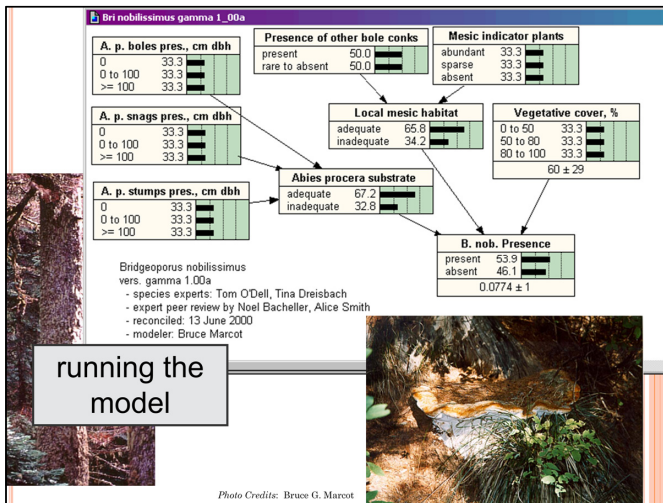 Bri nobilissimus gamma 1_00a
A. p. boles pres., cm dbh
0 33.3
0 to 100 33.3
>= 100 33.3
Presence of other bole conks
present 50.0
rare to absent 50.0
Mesic indicator plants
abundant 33.3
sparse 33.3
absent 33.3
A. p. snags pres., cm dbh
0 33.3
0 to 100 33.3
>= 100 33.3
Local mesic habitat
adequate 65.8
inadequate 34.2
Vegetative cover, %
0 to 50 33.3
50 to 80 33.3
80 to 100 33.3
60 ± 29
A. p. stumps pres., cm dbh
0 33.3
0 to 100 33.3
>= 100 33.3
Abies procera substrate
adequate 67.2
inadequate 32.8
B. nob. Presence
present 53.9
absent 46.1
0.0774 ± 1
Bridgeoporus nobilissimus
vers. gamma 1.00a
- species experts: Tom O'Dell, Tina Dreisbach
- expert peer review by Noel Bacheller, Alice Smith
- reconciled: 13 June 2000
- modeler: Bruce Marcot
running the
model
Photo Credits: Bruce G. Marcot